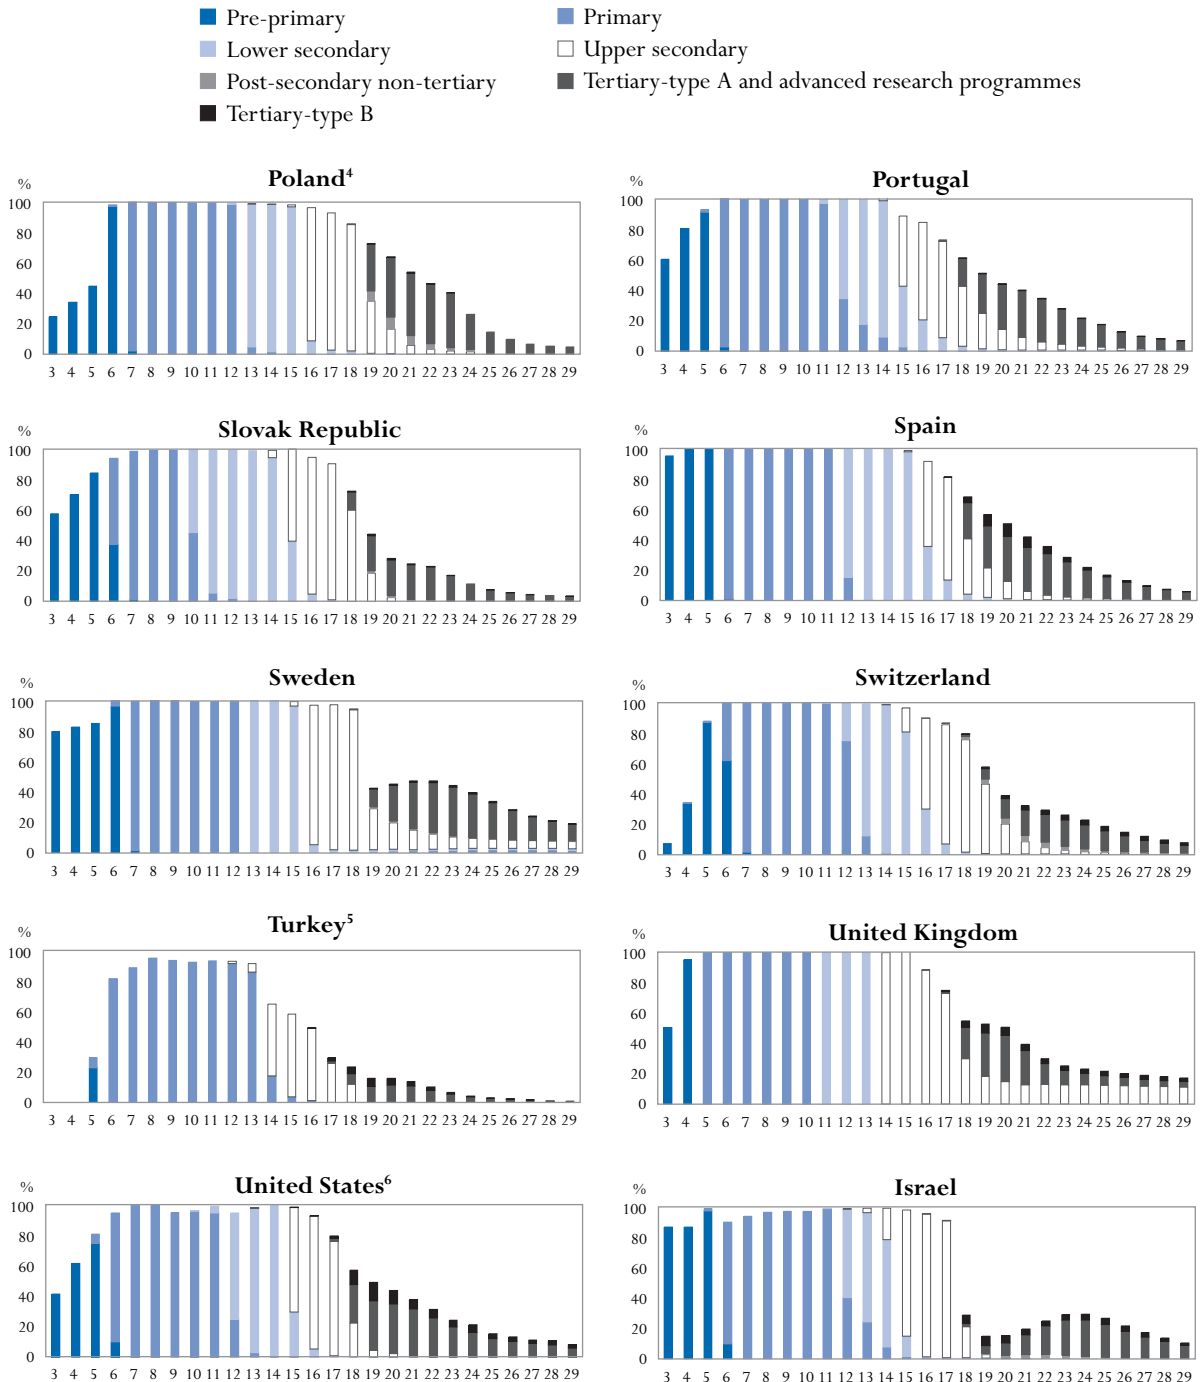 Pre-primary
Primary
Lower secondary
Upper secondary
Post-secondary non-tertiary
Tertiary-type A and advanced research programmes
Tertiary-type B
Poland⁴
%
100
80
60
40
20
0
3 4 5 6 7 8 9 10 11 12 13 14 15 16 17 18 19 20 21 22 23 24 25 26 27 28 29
Portugal
%
100
80
60
40
20
0
3 4 5 6 7 8 9 10 11 12 13 14 15 16 17 18 19 20 21 22 23 24 25 26 27 28 29
Slovak Republic
%
100
80
60
40
20
0
3 4 5 6 7 8 9 10 11 12 13 14 15 16 17 18 19 20 21 22 23 24 25 26 27 28 29
Spain
%
100
80
60
40
20
0
3 4 5 6 7 8 9 10 11 12 13 14 15 16 17 18 19 20 21 22 23 24 25 26 27 28 29
Sweden
%
100
80
60
40
20
0
3 4 5 6 7 8 9 10 11 12 13 14 15 16 17 18 19 20 21 22 23 24 25 26 27 28 29
Switzerland
%
100
80
60
40
20
0
3 4 5 6 7 8 9 10 11 12 13 14 15 16 17 18 19 20 21 22 23 24 25 26 27 28 29
Turkey⁵
%
100
80
60
40
20
0
3 4 5 6 7 8 9 10 11 12 13 14 15 16 17 18 19 20 21 22 23 24 25 26 27 28 29
United Kingdom
%
100
80
60
40
20
0
3 4 5 6 7 8 9 10 11 12 13 14 15 16 17 18 19 20 21 22 23 24 25 26 27 28 29
United States⁶
%
100
80
60
40
20
0
3 4 5 6 7 8 9 10 11 12 13 14 15 16 17 18 19 20 21 22 23 24 25 26 27 28 29
Israel
%
100
80
60
40
20
0
3 4 5 6 7 8 9 10 11 12 13 14 15 16 17 18 19 20 21 22 23 24 25 26 27 28 29